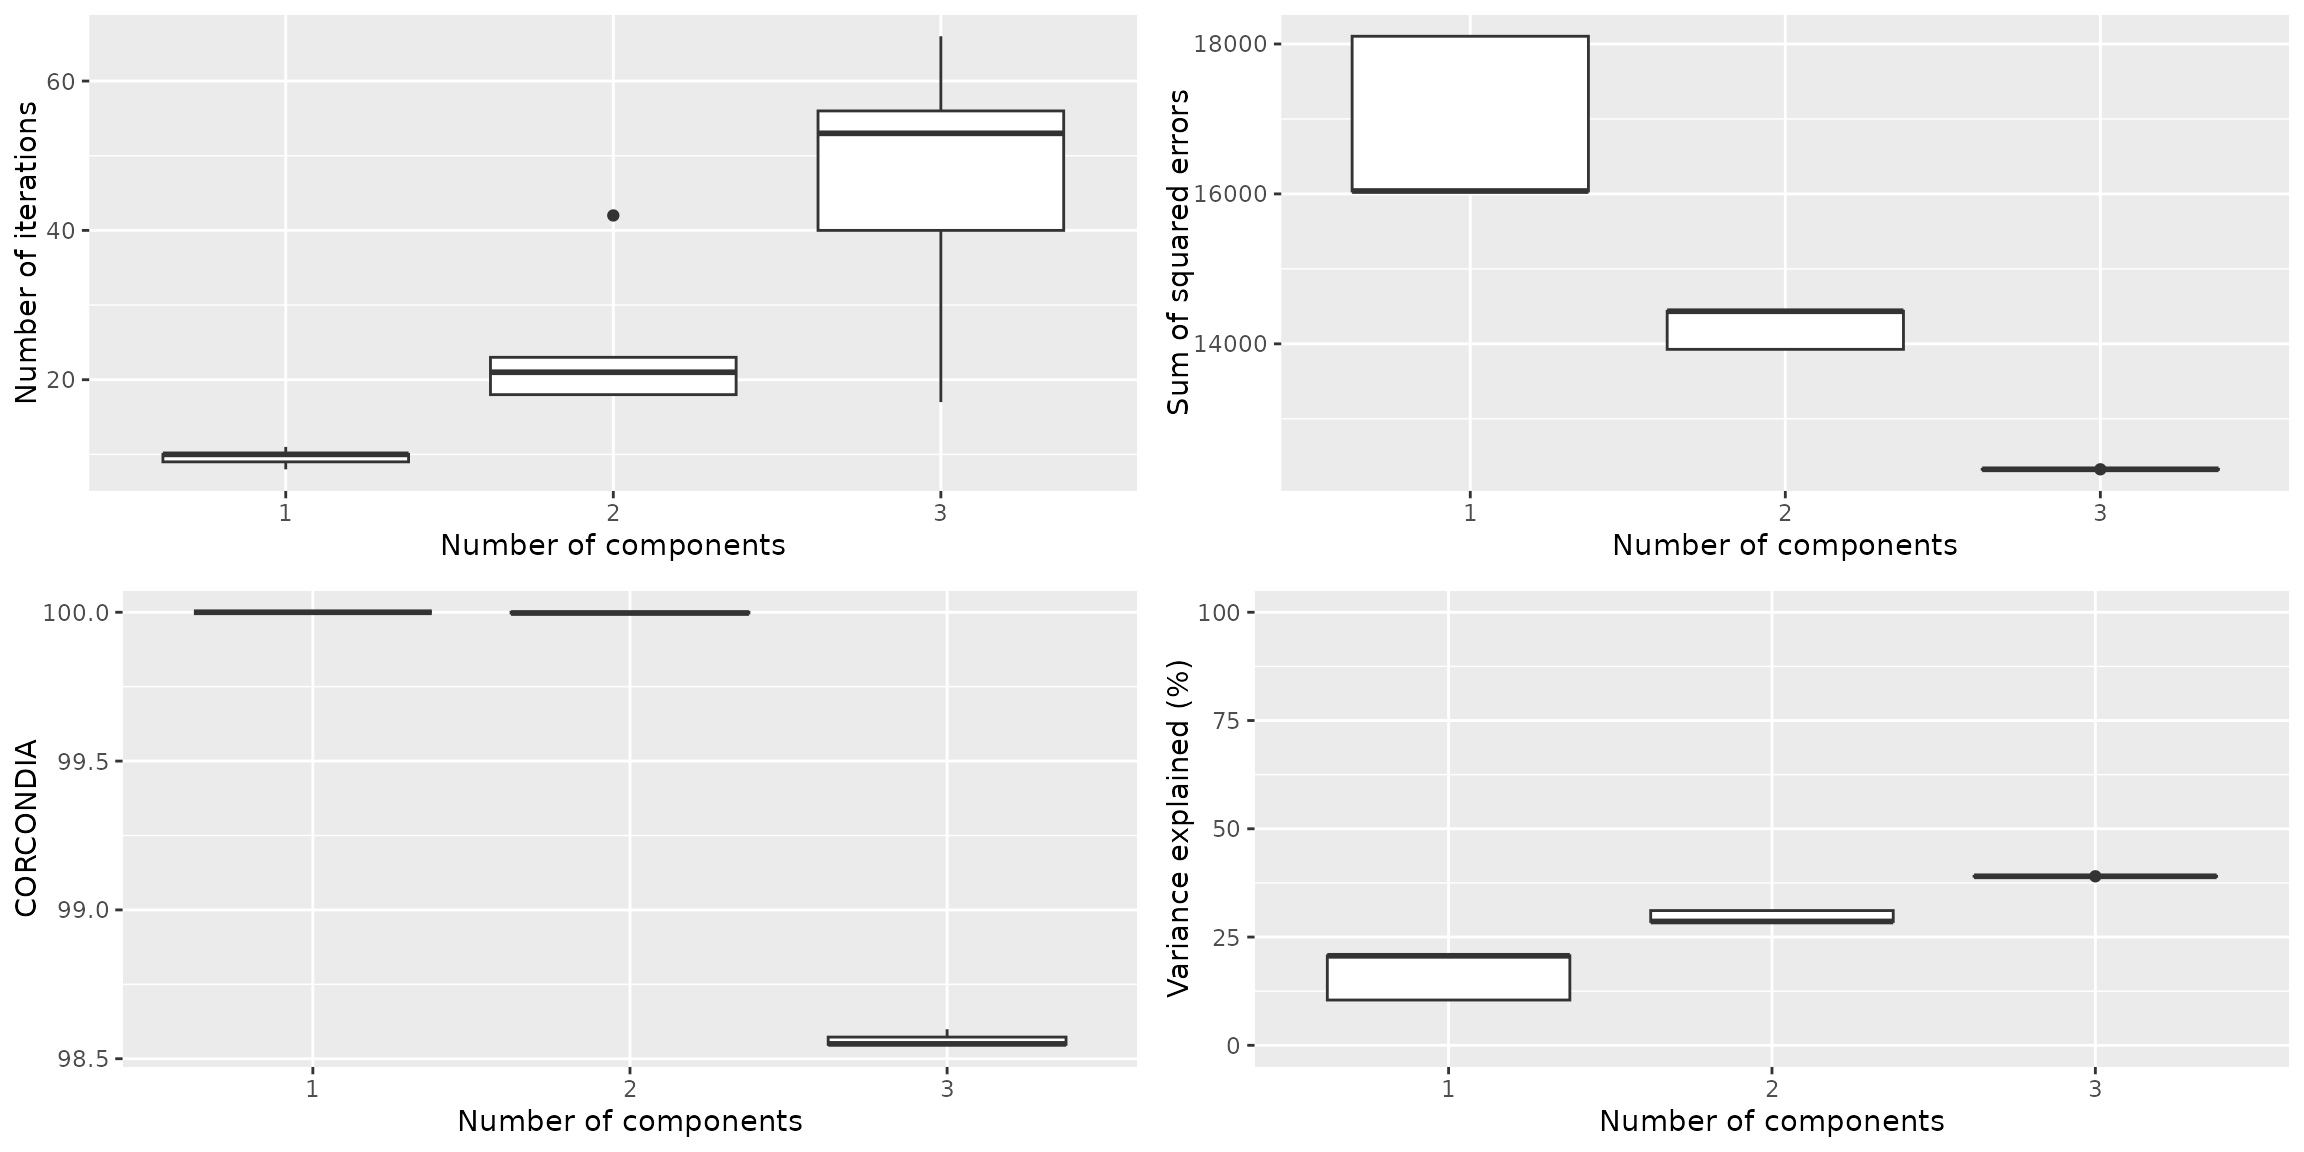 Number of iterations
60
40
20
1 2 3
Number of components
Sum of squared errors
18000
16000
14000
1 2 3
Number of components
CORCONDIA
100.0
99.5
99.0
98.5
1 2 3
Number of components
Variance explained (%)
100
75
50
25
0
1 2 3
Number of components